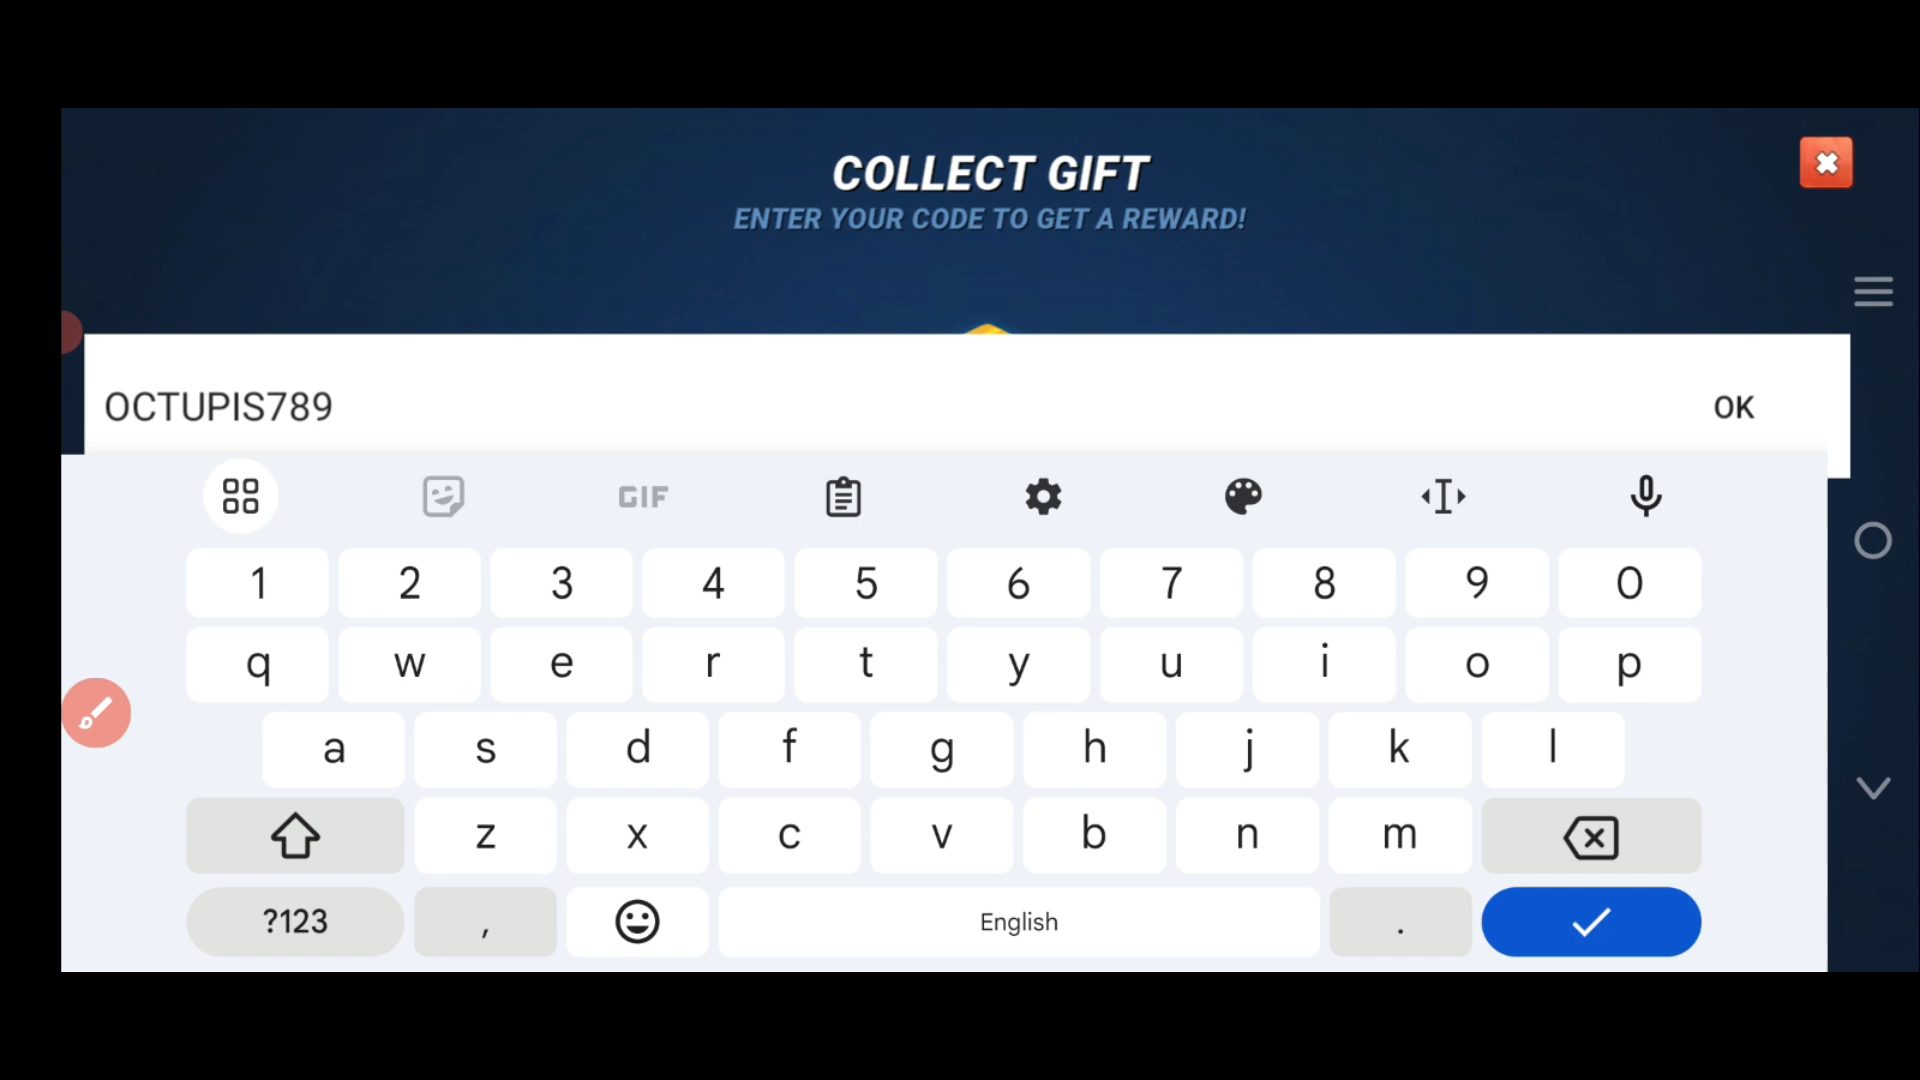 COLLECT GIFT
ENTER YOUR CODE TO GET A REWARD!
OCTUPIS789
OK
GIF
1 2 3 4 5 6 7 8 9 0
q w e r t y u i o p
a s d f g h j k l
z x c v b n m
?123 , English .